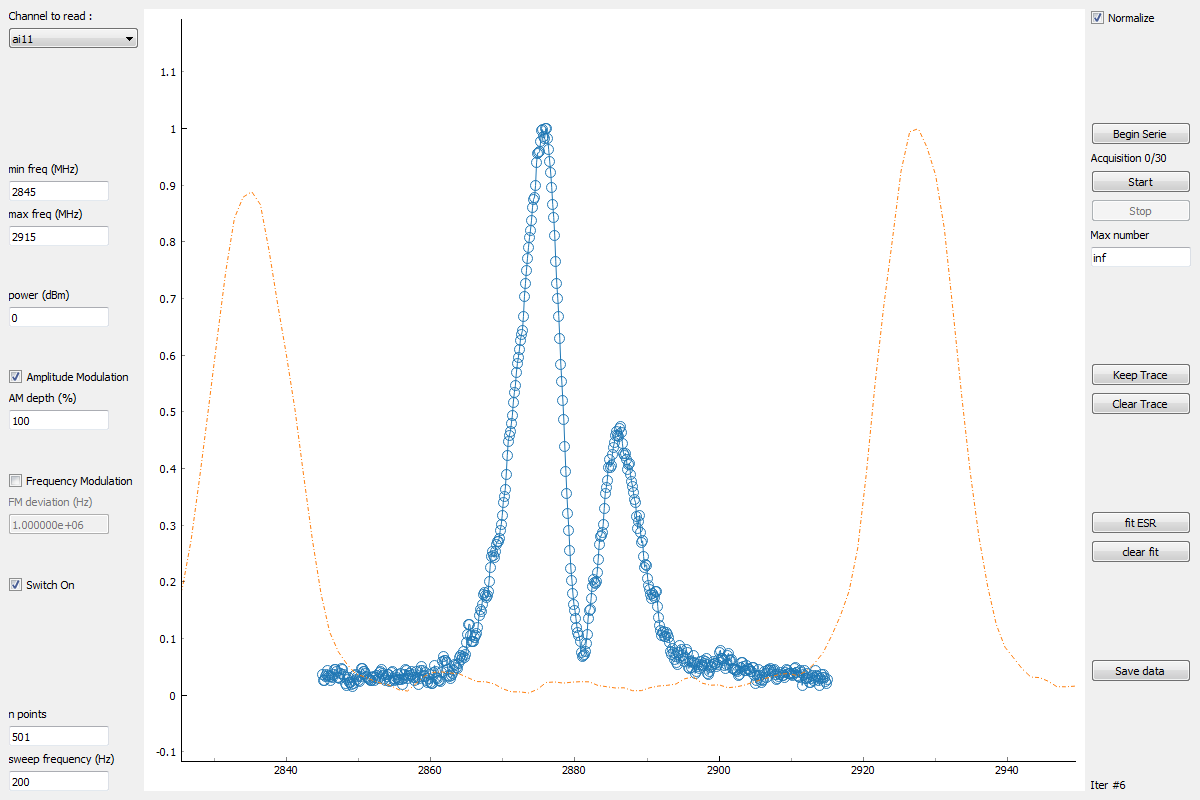 Channel to read :
ai11
min freq (MHz)
2845
max freq (MHz)
2915
power (dBm)
0
Amplitude Modulation
AM depth (%)
100
Frequency Modulation
FM deviation (Hz)
1.000000e+06
Switch On
n points
501
sweep frequency (Hz)
200
1.1
1
0.9
0.8
0.7
0.6
0.5
0.4
0.3
0.2
0.1
0
-0.1
2840 2860 2880 2900 2920 2940
Normalize
Begin Serie
Acquisition 0/30
Start
Stop
Max number
inf
Keep Trace
Clear Trace
fit ESR
clear fit
Save data
Iter #6